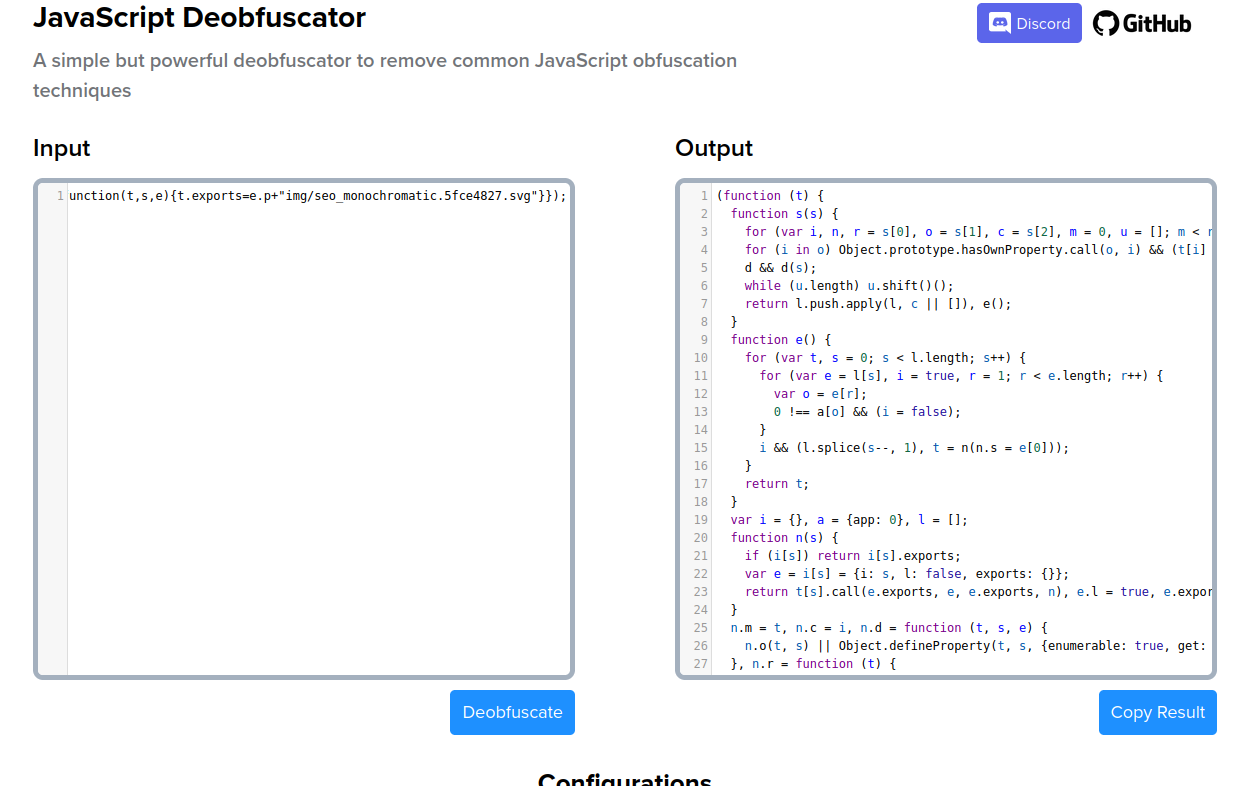 JavaScript Deobfuscator
Discord
GitHub
A simple but powerful deobfuscator to remove common JavaScript obfuscation
techniques
Input
1 unction(t,s,e){t.exports=e.p+"img/seo_monochromatic.5fce4827.svg"}});
Deobfuscate
Output
1 (function (t) {
2 function s(s) {
3 for (var i, n, r = s[0], o = s[1], c = s[2], m = 0, u = []; m < r
4 for (i in o) Object.prototype.hasOwnProperty.call(o, i) && (t[i]
5 d && d(s);
6 while (u.length) u.shift()();
7 return l.push.apply(l, c || []), e();
8 }
9 function e() {
10 for (var t, s = 0; s < l.length; s++) {
11 for (var e = l[s], i = true, r = 1; r < e.length; r++) {
12 var o = e[r];
13 0 !== a[o] && (i = false);
14 }
15 i && (l.splice(s--, 1), t = n(n.s = e[0]));
16 }
17 return t;
18 }
19 var i = {}, a = {app: 0}, l = [];
20 function n(s) {
21 if (i[s]) return i[s].exports;
22 var e = i[s] = {i: s, l: false, exports: {}};
23 return t[s].call(e.exports, e, e.exports, n), e.l = true, e.expor
24 }
25 n.m = t, n.c = i, n.d = function (t, s, e) {
26 n.o(t, s) || Object.defineProperty(t, s, {enumerable: true, get:
27 }, n.r = function (t) {
Copy Result
Configurations